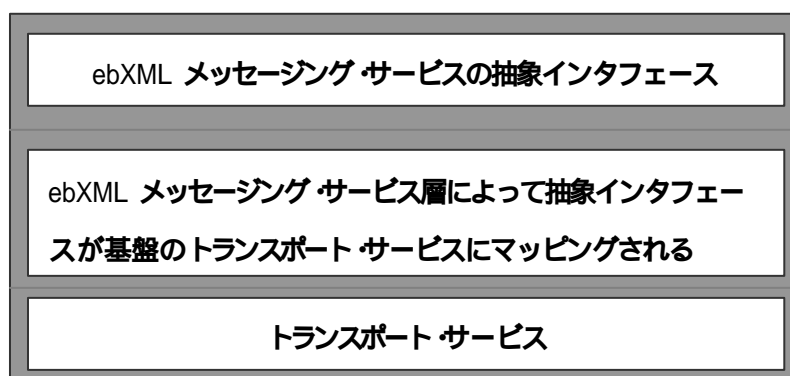 ebXML メッセージング・サービスの抽象インタフェース
ebXML メッセージング・サービス層によって抽象インタフェー
スが基盤のトランスポート・サービスにマッピングされる
トランスポート・サービス